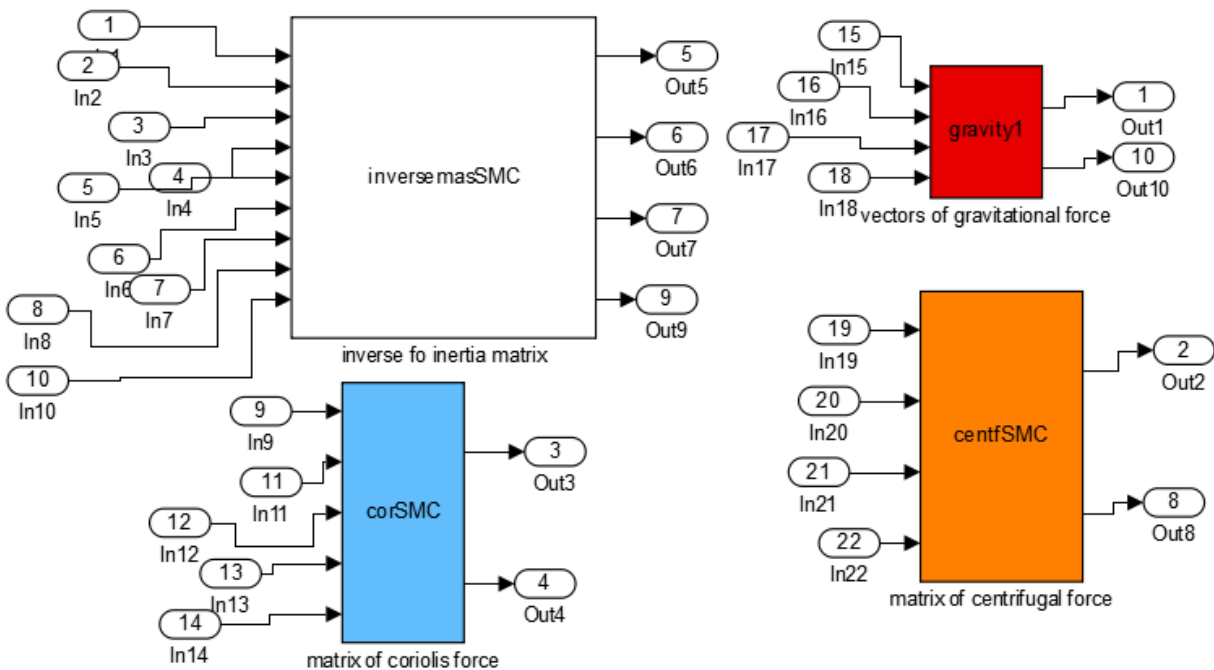 1
2
In2
3
In3
4
In4
5
In5
6
In6
7
In7
8
In8
10
In10
inversemasSMC
inverse fo inertia matrix
5
Out5
6
Out6
7
Out7
9
Out9
15
In15
16
In16
17
In17
18
In18
gravity1
vectors of gravitational force
1
Out1
10
Out10
9
In9
11
In11
12
In12
13
In13
14
In14
corSMC
matrix of coriolis force
3
Out3
4
Out4
19
In19
20
In20
21
In21
22
In22
centfSMC
matrix of centrifugal force
2
Out2
8
Out8